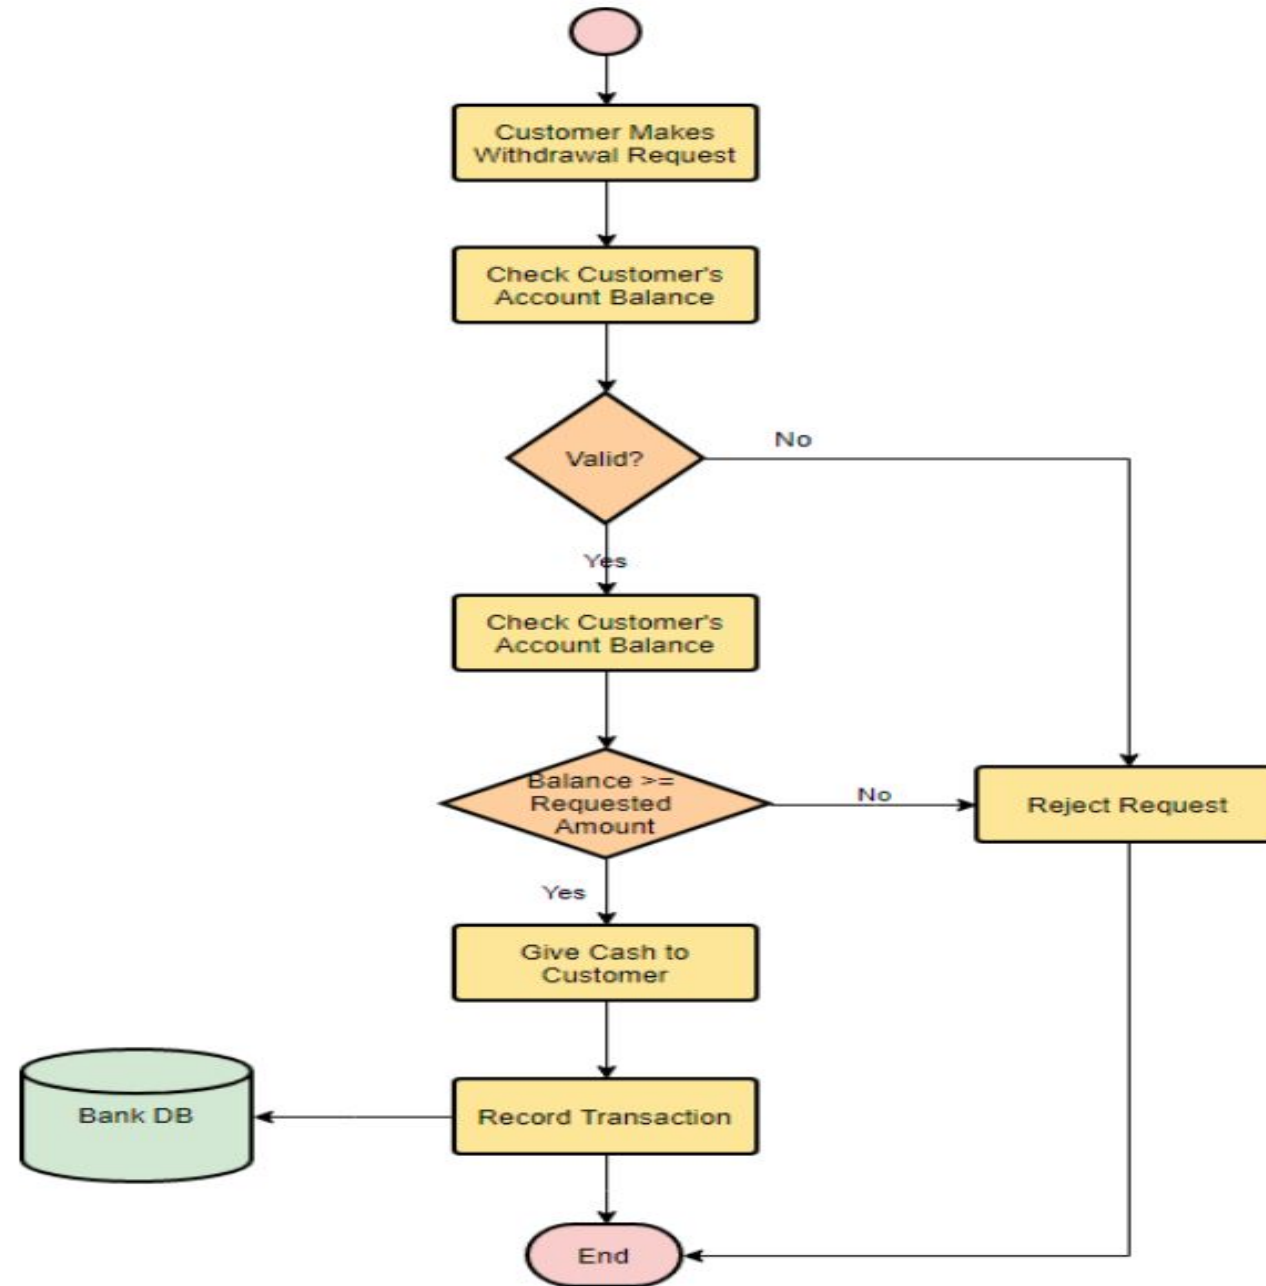 Customer Makes
Withdrawal Request
Check Customer's
Account Balance
Valid?
No
Yes
Check Customer's
Account Balance
Balance >=
Requested
Amount
No
Reject Request
Yes
Give Cash to
Customer
Bank DB
Record Transaction
End